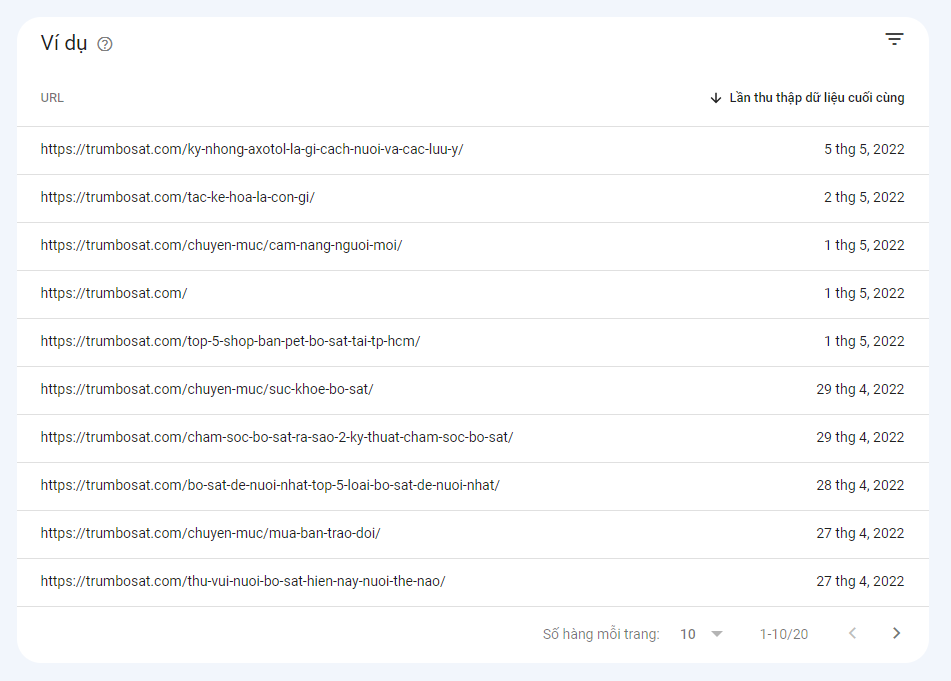 Ví dụ
URL
Lần thu thập dữ liệu cuối cùng
https://trumbosat.com/ky-nhong-axotol-la-gi-cach-nuoi-va-cac-luu-y/ 5 thg 5, 2022
https://trumbosat.com/tac-ke-hoa-la-con-gi/ 2 thg 5, 2022
https://trumbosat.com/chuyen-muc/cam-nang-nguoi-moi/ 1 thg 5, 2022
https://trumbosat.com/ 1 thg 5, 2022
https://trumbosat.com/top-5-shop-ban-pet-bo-sat-tai-tp-hcm/ 1 thg 5, 2022
https://trumbosat.com/chuyen-muc/suc-khoe-bo-sat/ 29 thg 4, 2022
https://trumbosat.com/cham-soc-bo-sat-ra-sao-2-ky-thuat-cham-soc-bo-sat/ 29 thg 4, 2022
https://trumbosat.com/bo-sat-de-nuoi-nhat-top-5-loai-bo-sat-de-nuoi-nhat/ 28 thg 4, 2022
https://trumbosat.com/chuyen-muc/mua-ban-trao-doi/ 27 thg 4, 2022
https://trumbosat.com/thu-vui-nuoi-bo-sat-hien-nay-nuoi-the-nao/ 27 thg 4, 2022
Số hàng mỗi trang: 10 1-10/20